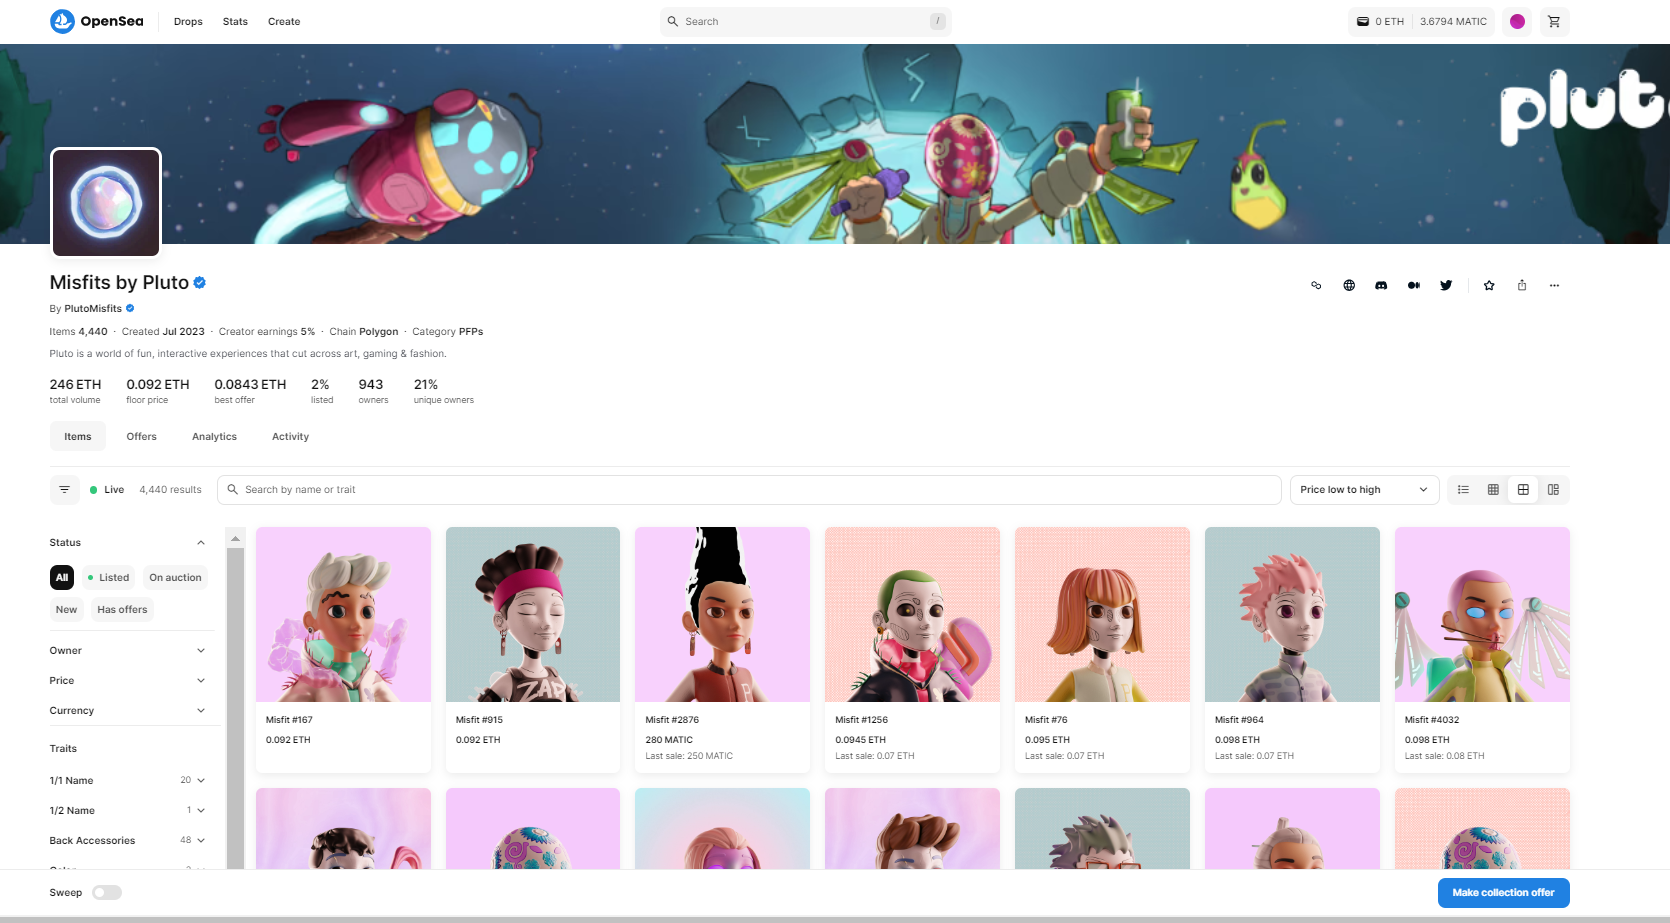 OpenSea
Drops
Stats
Create
Search
/
0 ETH
3.6794 MATIC
Misfits by Pluto
By PlutoMisfits
Items 4,440 · Created Jul 2023 · Creator earnings 5% · Chain Polygon · Category PFPs
Pluto is a world of fun, interactive experiences that cut across art, gaming & fashion.
246 ETH
total volume
0.092 ETH
floor price
0.0843 ETH
best offer
2%
listed
943
owners
21%
unique owners
Items
Offers
Analytics
Activity
Live
4,440 results
Search by name or trait
Price low to high
Status
All
Listed
On auction
New
Has offers
Owner
Price
Currency
Traits
1/1 Name 20
1/2 Name 1
Back Accessories 48
ZAP
Misfit #167
0.092 ETH
Misfit #915
0.092 ETH
Misfit #2876
280 MATIC
Last sale: 250 MATIC
Misfit #1256
0.0945 ETH
Last sale: 0.07 ETH
Misfit #76
0.095 ETH
Last sale: 0.07 ETH
Misfit #964
0.098 ETH
Last sale: 0.07 ETH
Misfit #4032
0.098 ETH
Last sale: 0.08 ETH
Sweep
Make collection offer